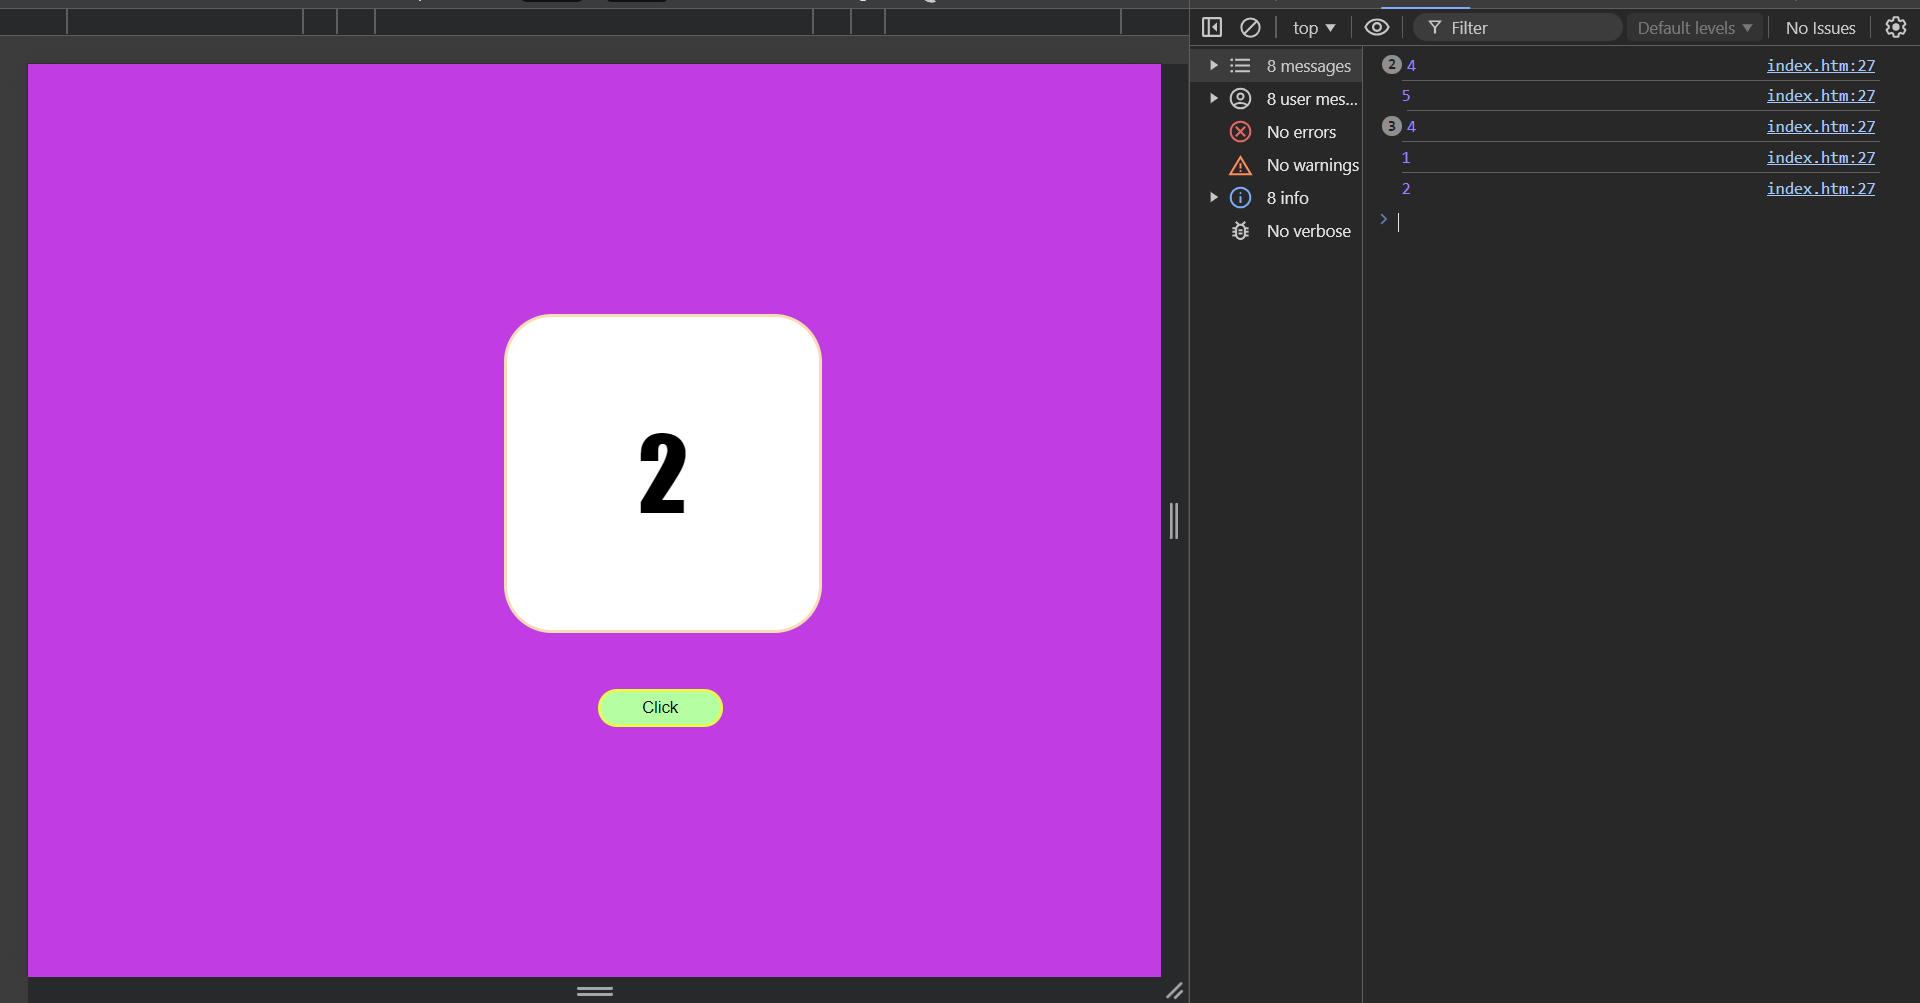 2
Click
top
Filter
Default levels
No Issues
8 messages
8 user mes...
No errors
No warnings
8 info
No verbose
2 4 index.htm:27
5 index.htm:27
3 4 index.htm:27
1 index.htm:27
2 index.htm:27